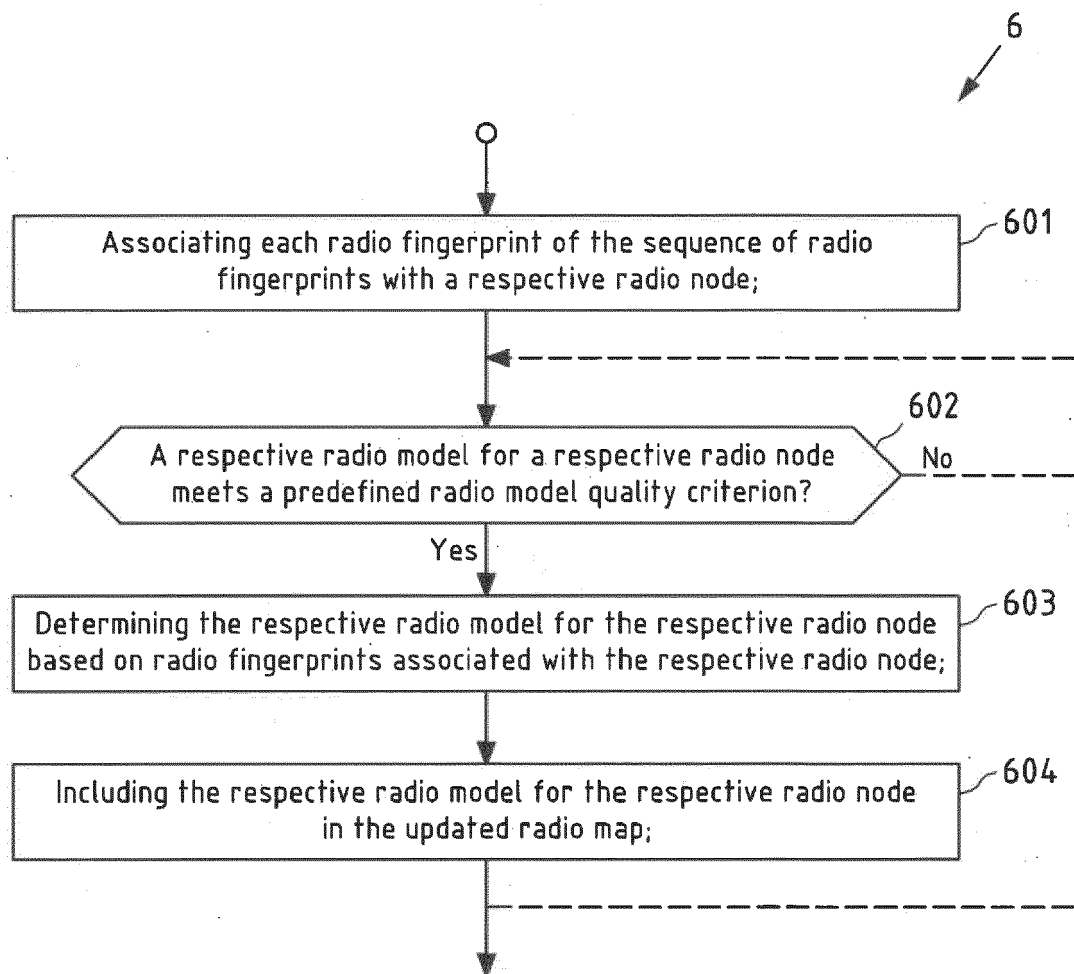 6
601
Associating each radio fingerprint of the sequence of radio
fingerprints with a respective radio node;
602
A respective radio model for a respective radio node
meets a predefined radio model quality criterion?
No
Yes
603
Determining the respective radio model for the respective radio node
based on radio fingerprints associated with the respective radio node;
604
Including the respective radio model for the respective radio node
in the updated radio map;